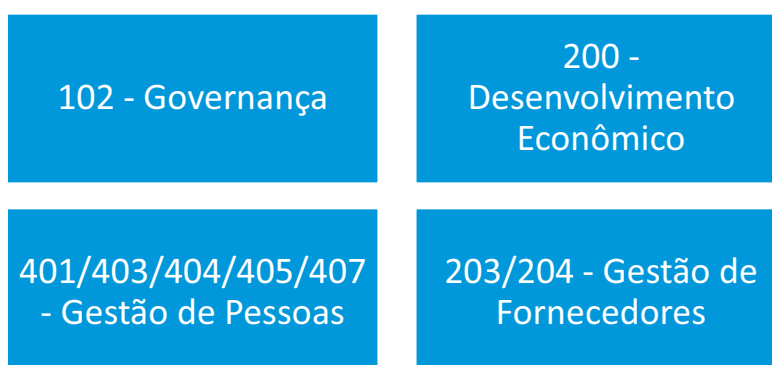 102 - Governança
200 -
Desenvolvimento
Econômico
401/403/404/405/407
- Gestão de Pessoas
203/204 - Gestão de
Fornecedores